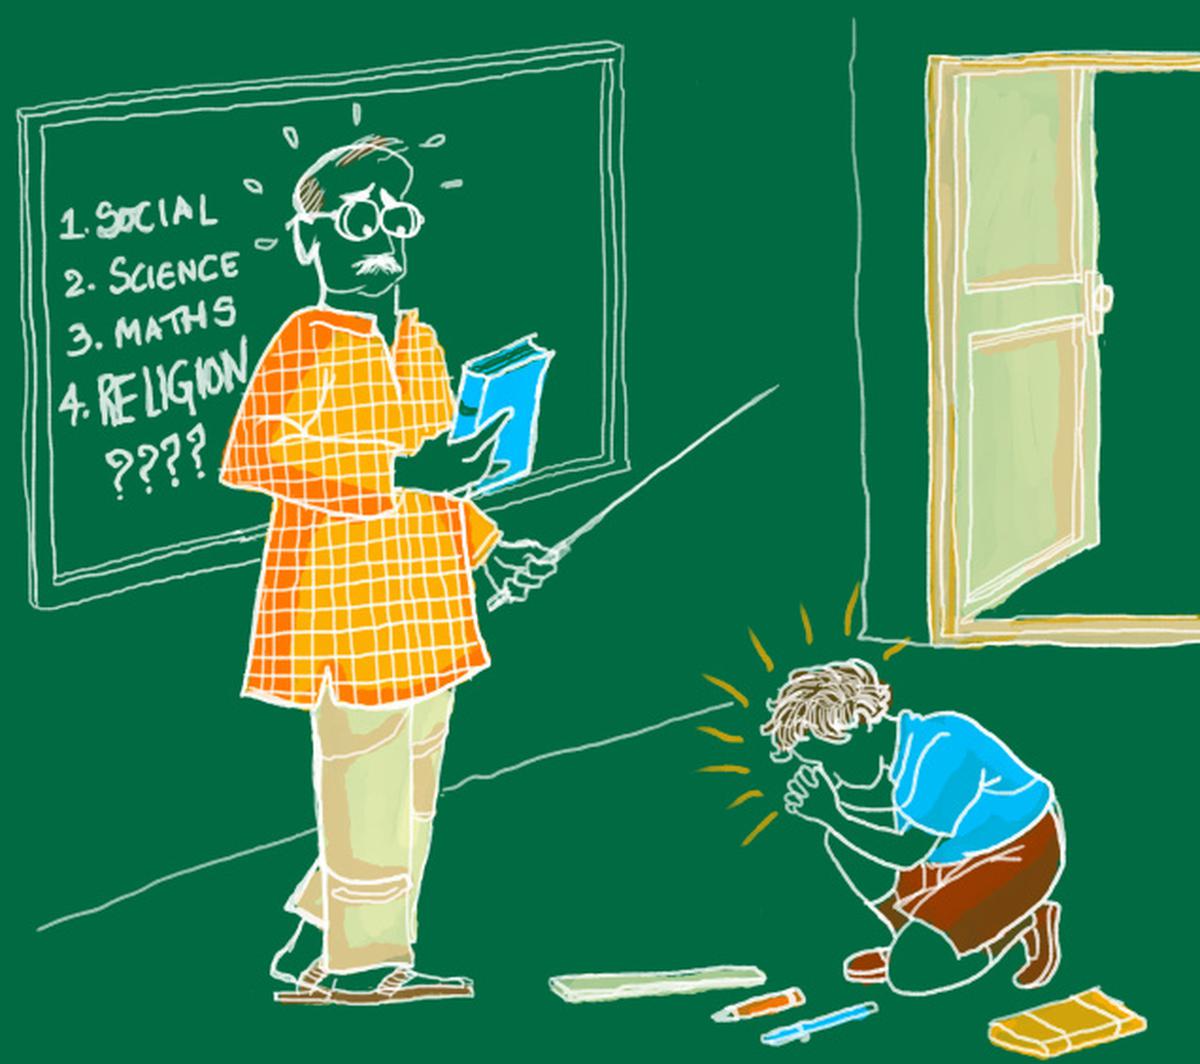 1. SOCIAL
2. SCIENCE
3. MATHS
4. RELIGION
????